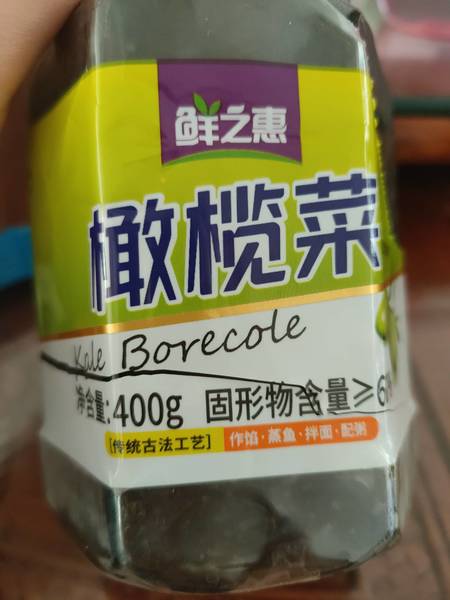 鲜之惠
橄榄菜
Kale Borecole
净含量:400g 固形物含量≥6
传统古法工艺 作馅·蒸鱼·拌面·配粥